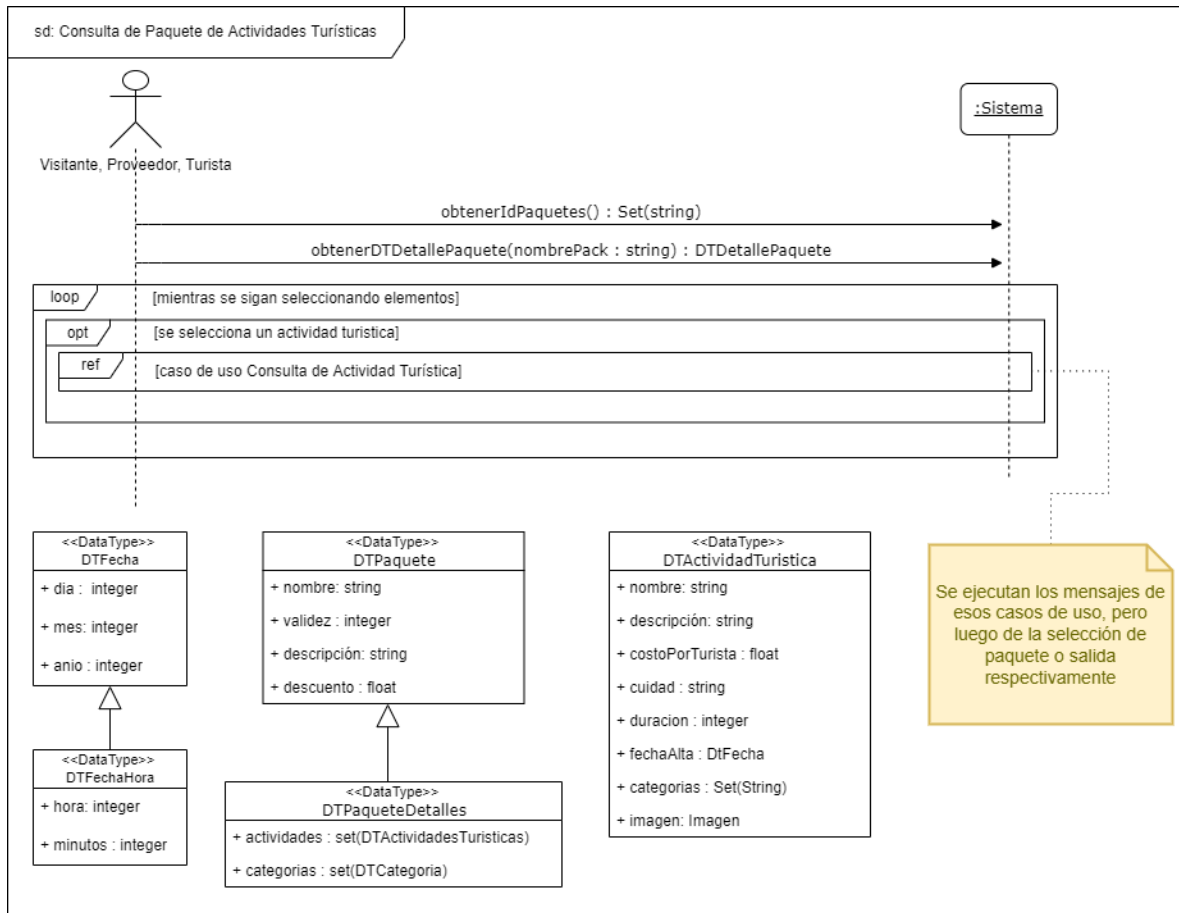 sd: Consulta de Paquete de Actividades Turísticas
:Sistema
Visitante, Proveedor, Turista
obtenerIdPaquetes() : Set(string)
obtenerDTDetallePaquete(nombrePack : string) : DTDetallePaquete
loop
[mientras se sigan seleccionando elementos]
opt
[se selecciona un actividad turistica]
ref
[caso de uso Consulta de Actividad Turística]
<<DataType>>
DTFecha
+ dia :  integer
+ mes: integer
+ anio : integer
<<DataType>>
DTFechaHora
+ hora: integer
+ minutos : integer
<<DataType>>
DTPaquete
+ nombre: string
+ validez : integer
+ descripción: string
+ descuento : float
<<DataType>>
DTPaqueteDetalles
+ actividades : set(DTActividadesTuristicas)
+ categorias : set(DTCategoria)
<<DataType>>
DTActividadTuristica
+ nombre: string
+ descripción: string
+ costoPorTurista : float
+ cuidad : string
+ duracion : integer
+ fechaAlta : DtFecha
+ categorias : Set(String)
+ imagen: Imagen
Se ejecutan los mensajes de
esos casos de uso, pero
luego de la selección de
paquete o salida
respectivamente